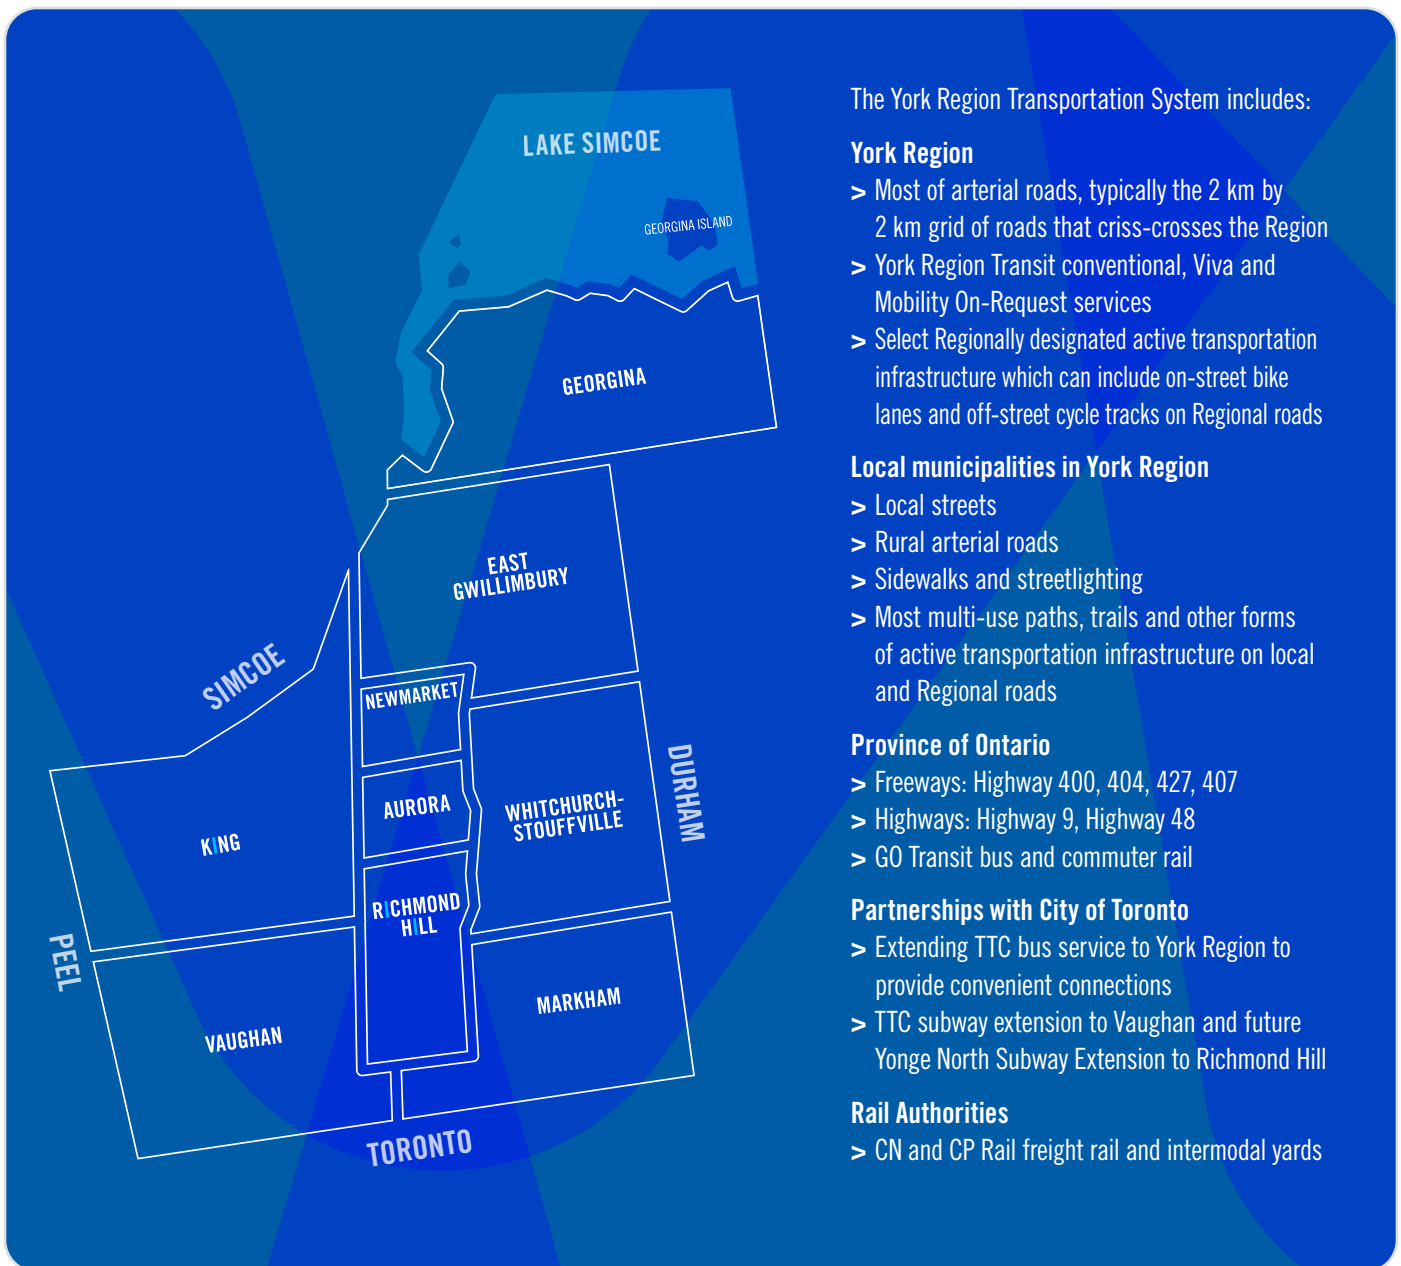 LAKE SIMCOE
GEORGINA ISLAND
GEORGINA
EAST
GWILLIMBURY
SIMCOE
NEWMARKET
DURHAM
AURORA
WHITCHURCH-
STOUFFVILLE
KING
RICHMOND
HILL
PEEL
MARKHAM
VAUGHAN
TORONTO
The York Region Transportation System includes:
York Region
> Most of arterial roads, typically the 2 km by
2 km grid of roads that criss-crosses the Region
> York Region Transit conventional, Viva and
Mobility On-Request services
> Select Regionally designated active transportation
infrastructure which can include on-street bike
lanes and off-street cycle tracks on Regional roads
Local municipalities in York Region
> Local streets
> Rural arterial roads
> Sidewalks and streetlighting
> Most multi-use paths, trails and other forms
of active transportation infrastructure on local
and Regional roads
Province of Ontario
> Freeways: Highway 400, 404, 427, 407
> Highways: Highway 9, Highway 48
> GO Transit bus and commuter rail
Partnerships with City of Toronto
> Extending TTC bus service to York Region to
provide convenient connections
> TTC subway extension to Vaughan and future
Yonge North Subway Extension to Richmond Hill
Rail Authorities
> CN and CP Rail freight rail and intermodal yards